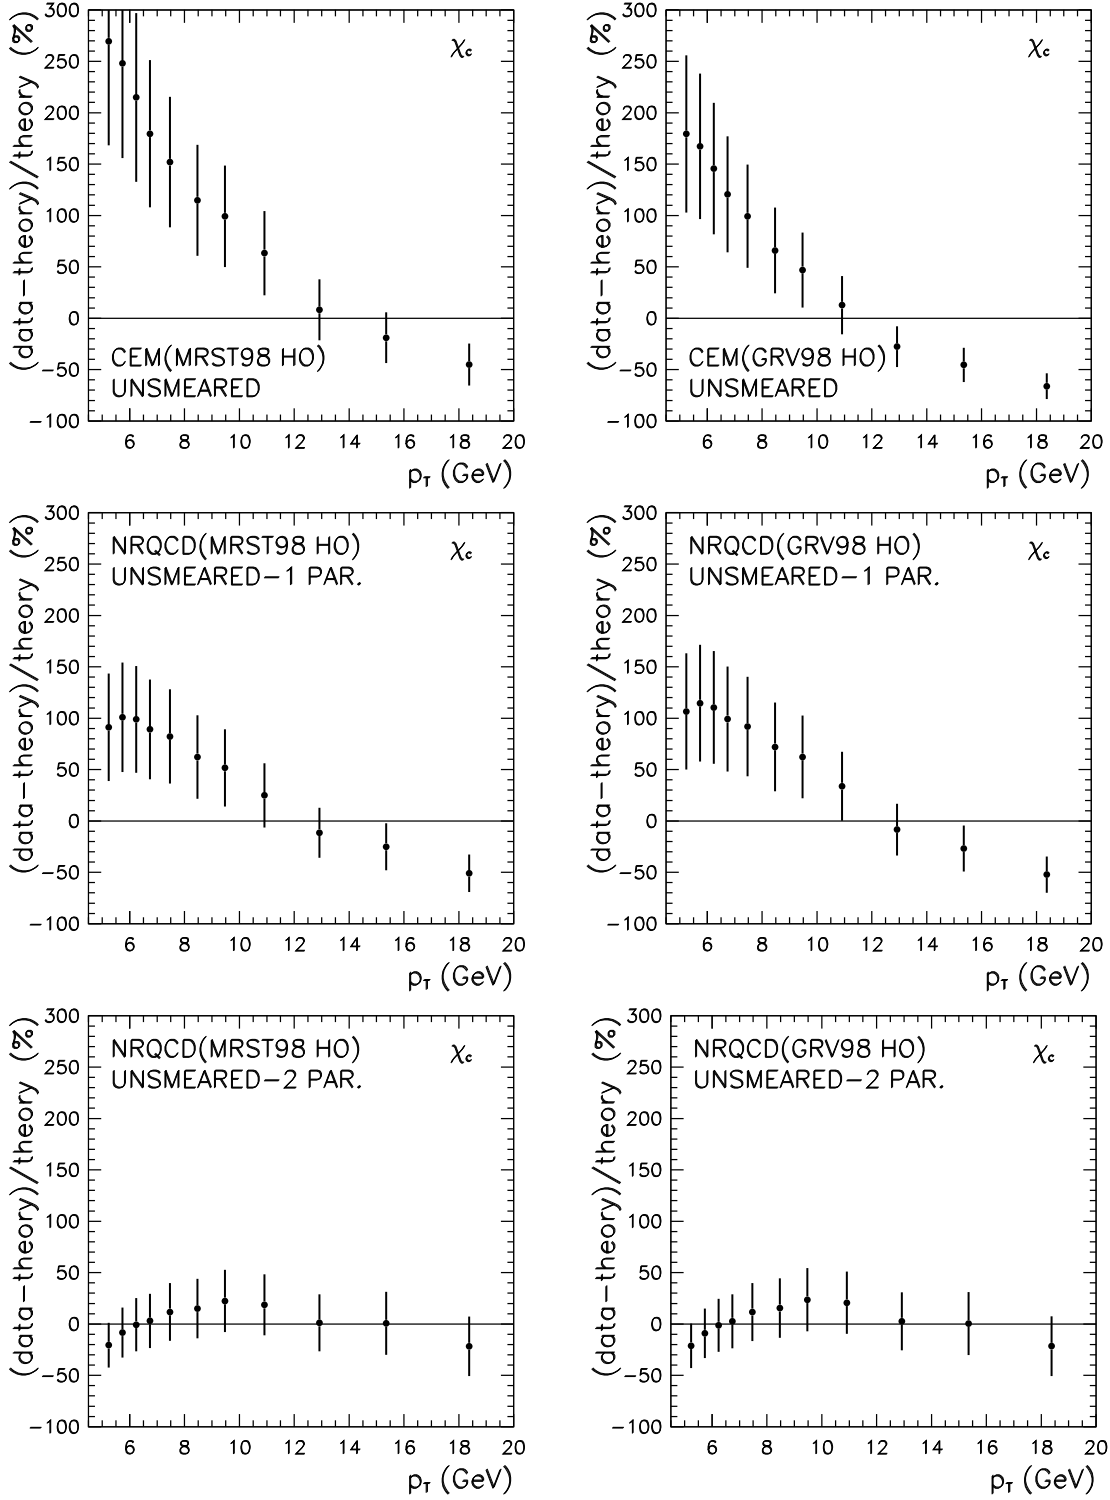 300
250
200
150
100
50
0
−50
−100
6 8 10 12 14 16 18 20
(data−theory)/theory (%)
χc
CEM(MRST98 HO)
UNSMEARED
pT (GeV)
300
250
200
150
100
50
0
−50
−100
6 8 10 12 14 16 18 20
(data−theory)/theory (%)
χc
CEM(GRV98 HO)
UNSMEARED
pT (GeV)
300
250
200
150
100
50
0
−50
−100
6 8 10 12 14 16 18 20
(data−theory)/theory (%)
NRQCD(MRST98 HO)
UNSMEARED−1 PAR.
χc
pT (GeV)
300
250
200
150
100
50
0
−50
−100
6 8 10 12 14 16 18 20
(data−theory)/theory (%)
NRQCD(GRV98 HO)
UNSMEARED−1 PAR.
χc
pT (GeV)
300
250
200
150
100
50
0
−50
−100
6 8 10 12 14 16 18 20
(data−theory)/theory (%)
NRQCD(MRST98 HO)
UNSMEARED−2 PAR.
χc
pT (GeV)
300
250
200
150
100
50
0
−50
−100
6 8 10 12 14 16 18 20
(data−theory)/theory (%)
NRQCD(GRV98 HO)
UNSMEARED−2 PAR.
χc
pT (GeV)